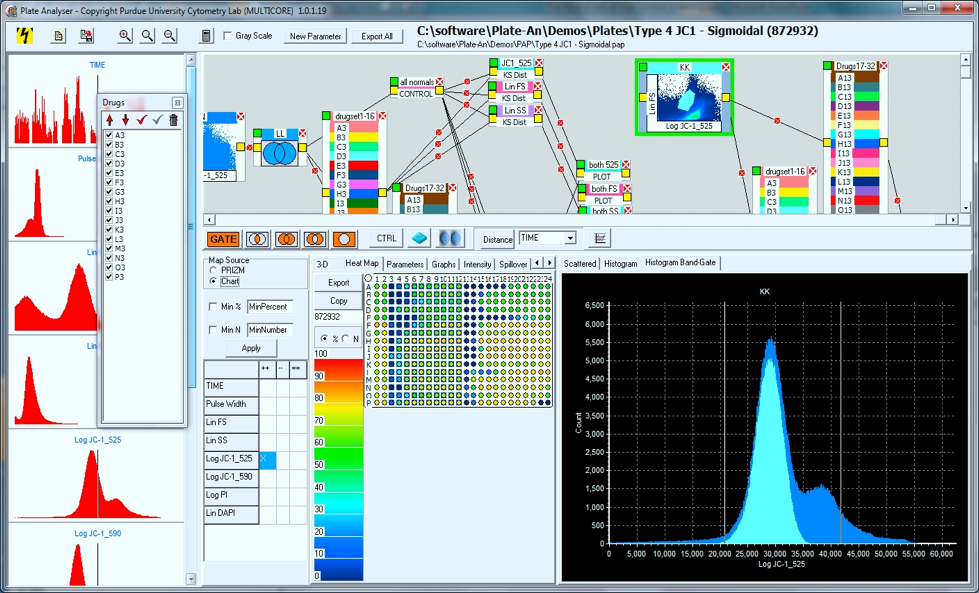 Plate Analyser - Copyright Purdue University Cytometry Lab (MULTICORE) 1.0.1.19
Gray Scale
New Parameter
Export All
C:\software\Plate-An\Demos\Plates\Type 4 JC1 - Sigmoidal (872932)
C:\software\Plate-An\Demos\PAP\Type 4 JC1 - Sigmoidal.pap
TIME
Pulse
Lin
Lin
Log JC-1_525
Log JC-1_590
Drugs
A3
B3
C3
D3
E3
F3
G3
H3
I3
J3
K3
L3
M3
N3
O3
P3
-1_525
LL
drugset1-16
A3
B3
C3
D3
E3
F3
G3
H3
I3
J3
all normals
CONTROL
Drugs17-32
A13
B13
JC1_525
KS Dist
Lin FS
KS Dist
Lin SS
KS Dist
both 525
PLOT
both FS
PLOT
both SS
KK
Lin FS
Log JC-1_525
drugset1-16
A3
B3
C3
D3
Drugs17-32
A13
B13
C13
D13
E13
F13
G13
H13
I13
J13
K13
L13
M13
N13
O13
GATE
CTRL
Distance
TIME
Map Source
PRIZM
Chart
Min %
MinPercent
Min N
MinNumber
Apply
++ -- ==
TIME
Pulse Width
Lin FS
Lin SS
Log JC-1_525 X
Log JC-1_590
Log PI
Lin DAPI
3-D Heat Map Parameters Graphs Intensity Spillover
Export
Copy
872932
% N
100
90
80
70
60
50
40
30
20
10
0
1 2 3 4 5 6 7 8 9 10 11 12 13 14 15 16 17 18 19 20 21 22 23 24
A
B
C
D
E
F
G
H
I
J
K
L
M
N
O
P
Scattered Histogram Histogram Band-Gate
KK
Count
6,500
6,000
5,500
5,000
4,500
4,000
3,500
3,000
2,500
2,000
1,500
1,000
500
0
0 5,000 10,000 15,000 20,000 25,000 30,000 35,000 40,000 45,000 50,000 55,000 60,000
Log JC-1_525